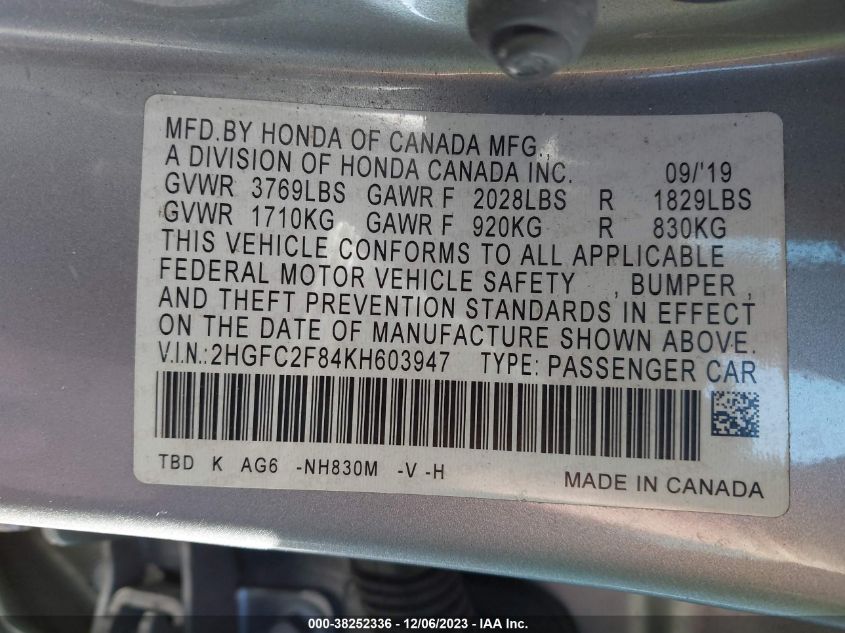 MFD.BY HONDA OF CANADA MFG.,
A DIVISION OF HONDA CANADA INC. 09/'19
GVWR 3769LBS GAWR F 2028LBS R 1829LBS
GVWR 1710KG GAWR F 920KG R 830KG
THIS VEHICLE CONFORMS TO ALL APPLICABLE
FEDERAL MOTOR VEHICLE SAFETY , BUMPER ,
AND THEFT PREVENTION STANDARDS IN EFFECT
ON THE DATE OF MANUFACTURE SHOWN ABOVE.
V.I.N.:2HGFC2F84KH603947 TYPE: PASSENGER CAR
TBD K AG6 -NH830M -V -H
MADE IN CANADA
000-38252336 - 12/06/2023 - IAA Inc.